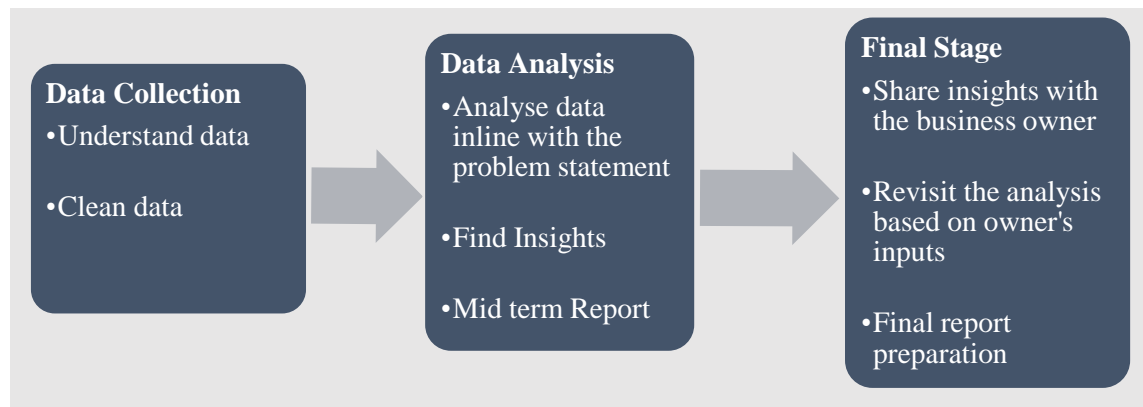 Data Collection
•Understand data
•Clean data
Data Analysis
•Analyse data
inline with the
problem statement
•Find Insights
•Mid term Report
Final Stage
•Share insights with
the business owner
•Revisit the analysis
based on owner's
inputs
•Final report
preparation